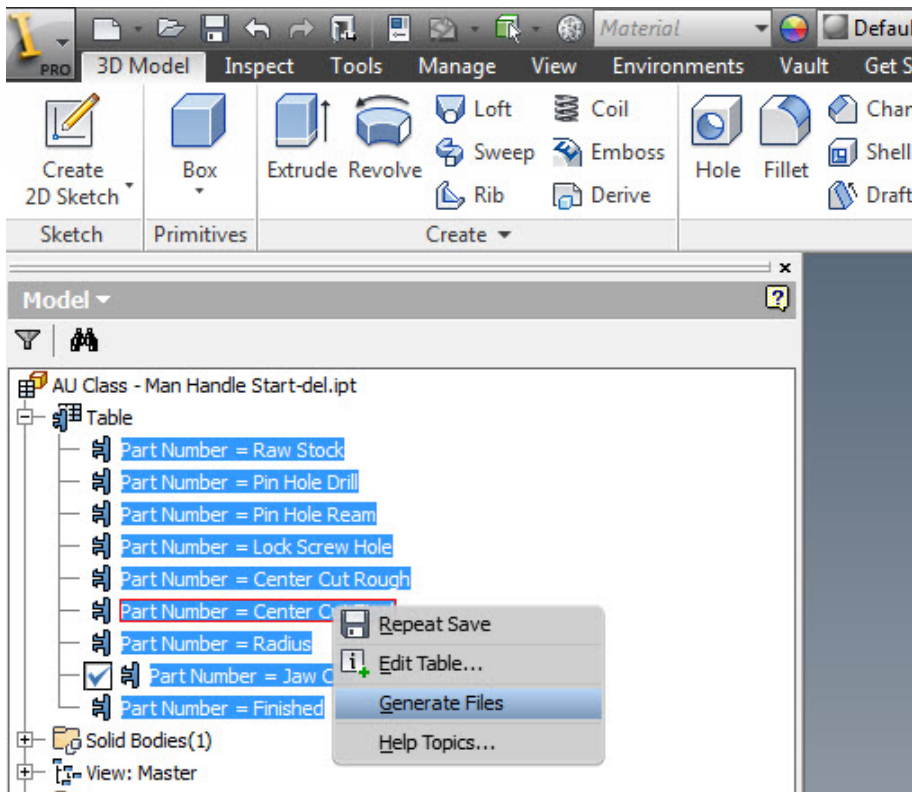 Material Defaul
PRO 3D Model Inspect Tools Manage View Environments Vault Get S
Create 2D Sketch
Box
Extrude Revolve
Loft
Sweep
Rib
Coil
Emboss
Derive
Hole Fillet
Char
Shell
Draft
Sketch Primitives Create
Model
AU Class - Man Handle Start-del.ipt
Table
Part Number = Raw Stock
Part Number = Pin Hole Drill
Part Number = Pin Hole Ream
Part Number = Lock Screw Hole
Part Number = Center Cut Rough
Part Number = Center
Part Number = Radius
Part Number = Jaw C
Part Number = Finished
Solid Bodies(1)
View: Master
Repeat Save
Edit Table...
Generate Files
Help Topics...